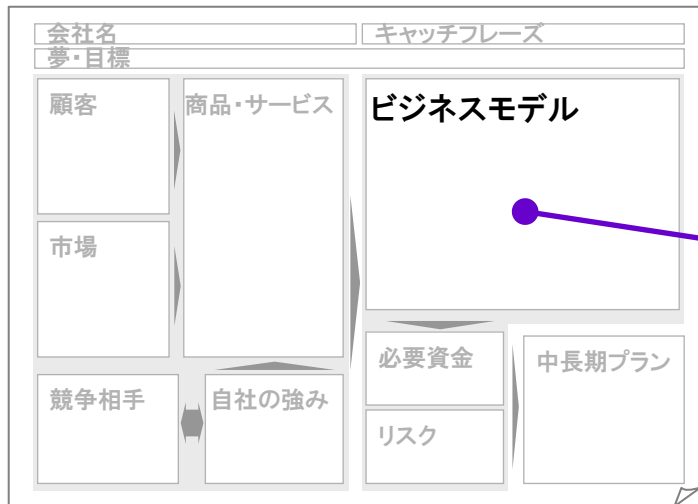 会社名
キャッチフレーズ
夢・目標
顧客
商品・サービス
ビジネスモデル
市場
必要資金
中長期プラン
競争相手
自社の強み
リスク